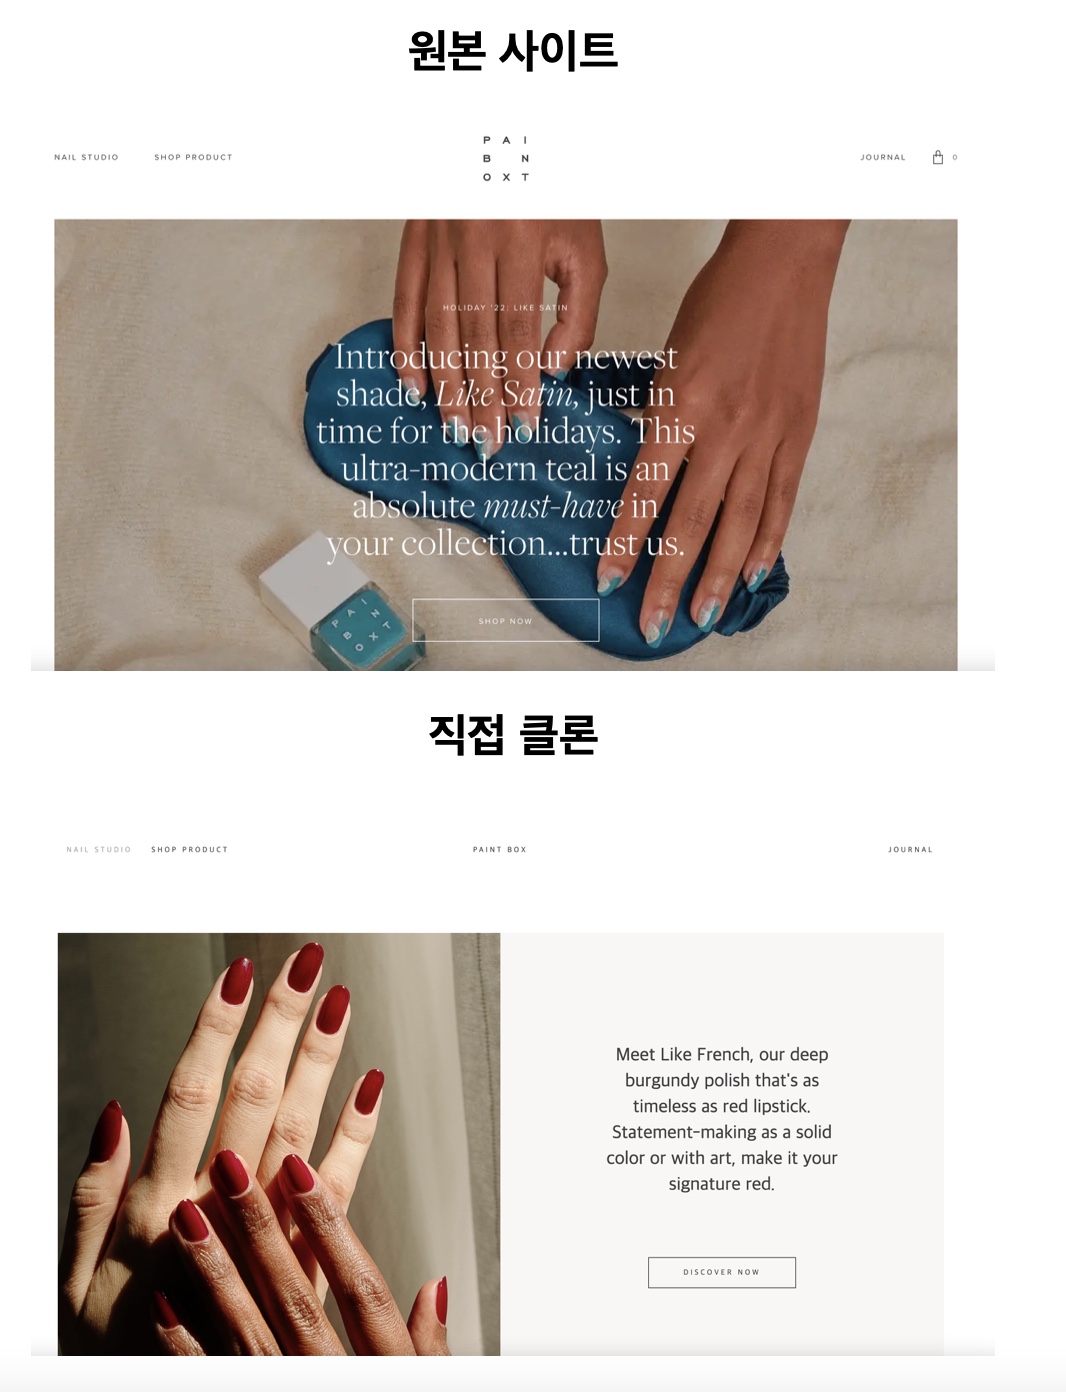 원본 사이트
NAIL STUDIO SHOP PRODUCT
P A I
B N
O X T
JOURNAL 0
HOLIDAY '22: LIKE SATIN
Introducing our newest
shade, Like Satin, just in
time for the holidays. This
ultra-modern teal is an
absolute must-have in
your collection...trust us.
SHOP NOW
P A I
B N
O X T
직접 클론
NAIL STUDIO SHOP PRODUCT PAINT BOX JOURNAL
Meet Like French, our deep
burgundy polish that's as
timeless as red lipstick.
Statement-making as a solid
color or with art, make it your
signature red.
DISCOVER NOW